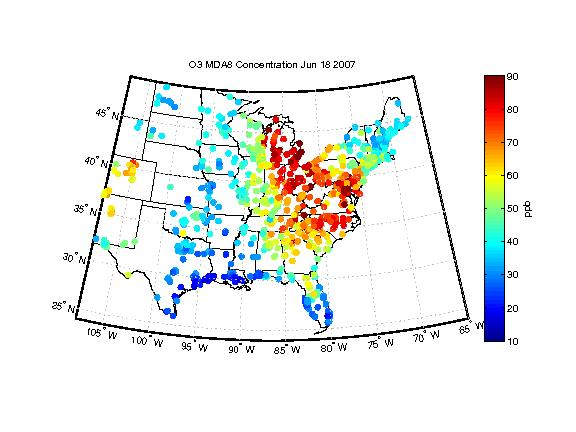 O3 MDA8 Concentration Jun 18 2007
90
80
70
60
50
40
30
20
10
ppb
45° N
40° N
35° N
30° N
25° N
105° W
100° W
95° W
90° W
85° W
80° W
75° W
70° W
65° W